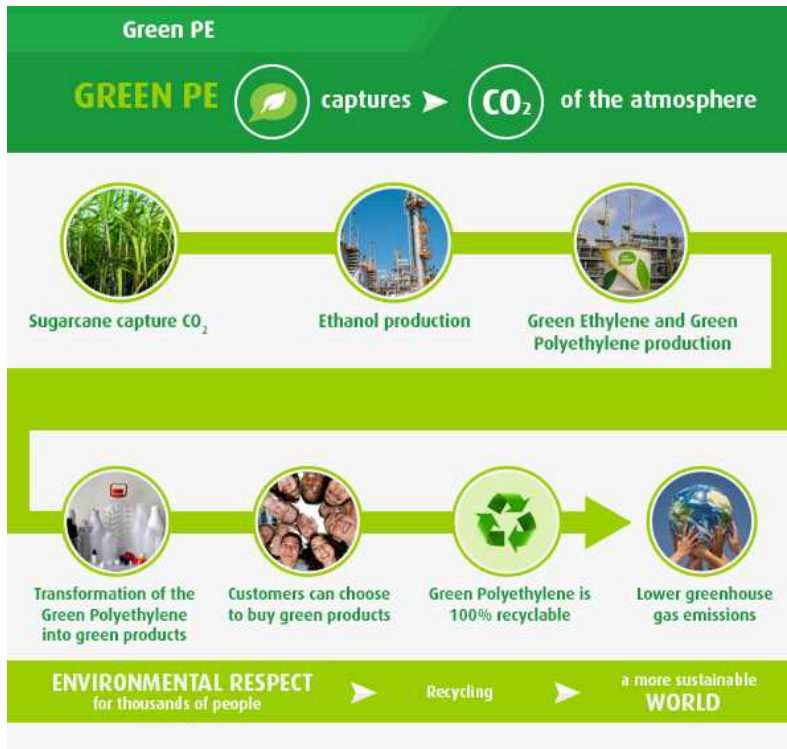 Green PE
GREEN PE captures CO₂ of the atmosphere
Sugarcane capture CO₂
Ethanol production
Green Ethylene and Green
Polyethylene production
Transformation of the
Green Polyethylene
into green products
Customers can choose
to buy green products
Green Polyethylene is
100% recyclable
Lower greenhouse
gas emissions
ENVIRONMENTAL RESPECT
for thousands of people
Recycling
a more sustainable
WORLD